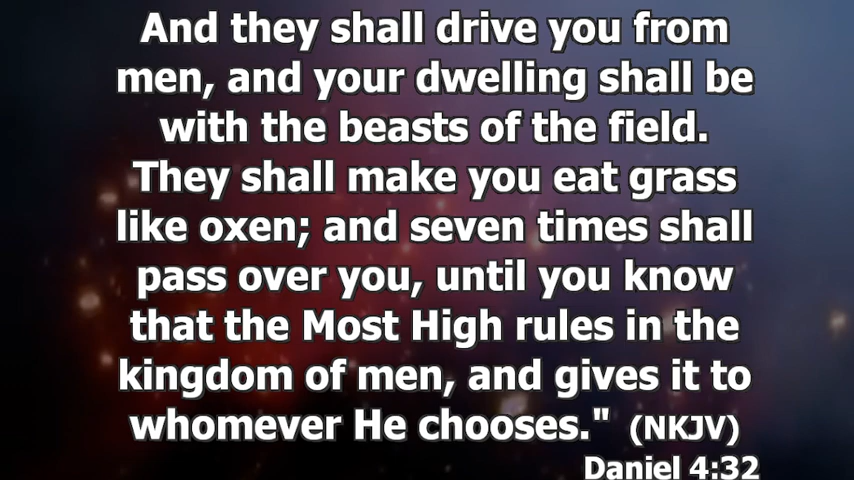 And they shall drive you from
men, and your dwelling shall be
with the beasts of the field.
They shall make you eat grass
like oxen; and seven times shall
pass over you, until you know
that the Most High rules in the
kingdom of men, and gives it to
whomever He chooses." (NKJV)
Daniel 4:32